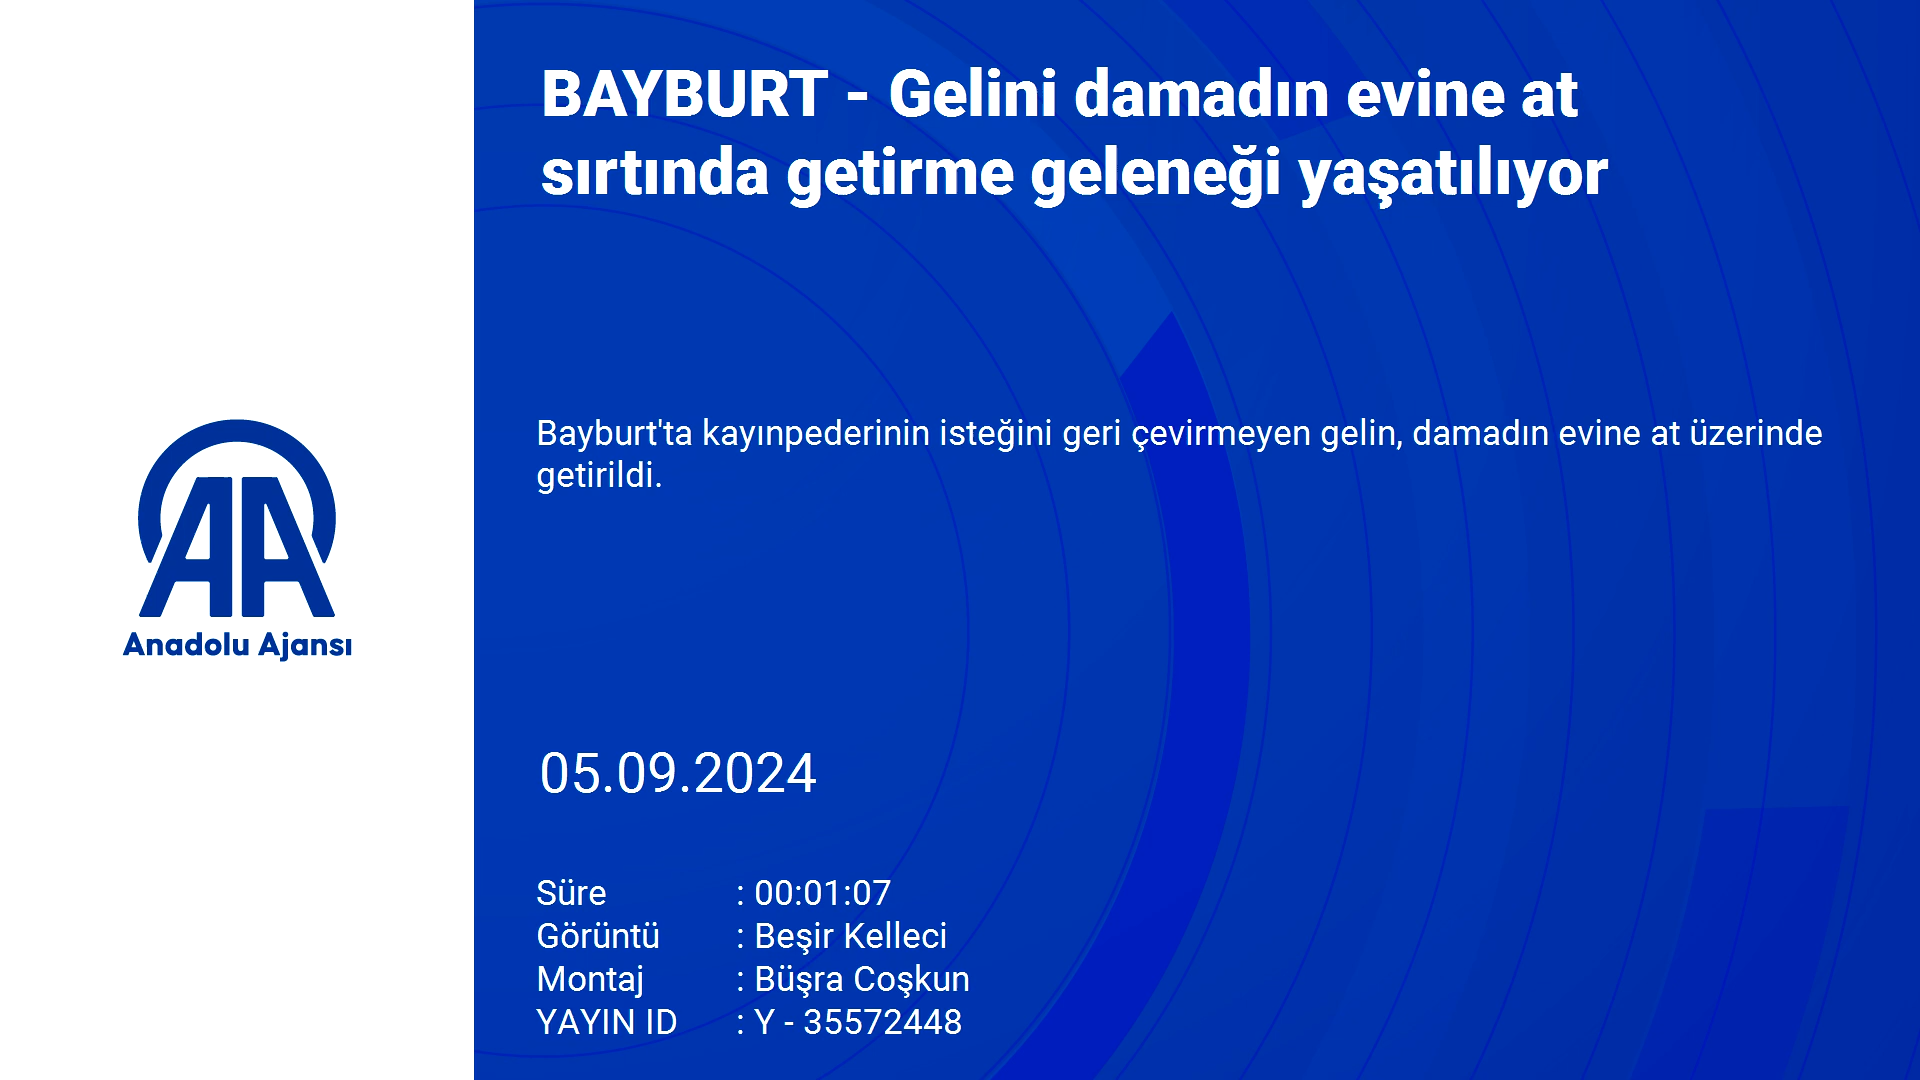 BAYBURT - Gelini damadın evine at
sırtında getirme geleneği yaşatılıyor
Bayburt'ta kayınpederinin isteğini geri çevirmeyen gelin, damadın evine at üzerinde
getirildi.
AA
Anadolu Ajansı
05.09.2024
Süre : 00:01:07
Görüntü : Beşir Kelleci
Montaj : Büşra Coşkun
YAYIN ID : Y - 35572448